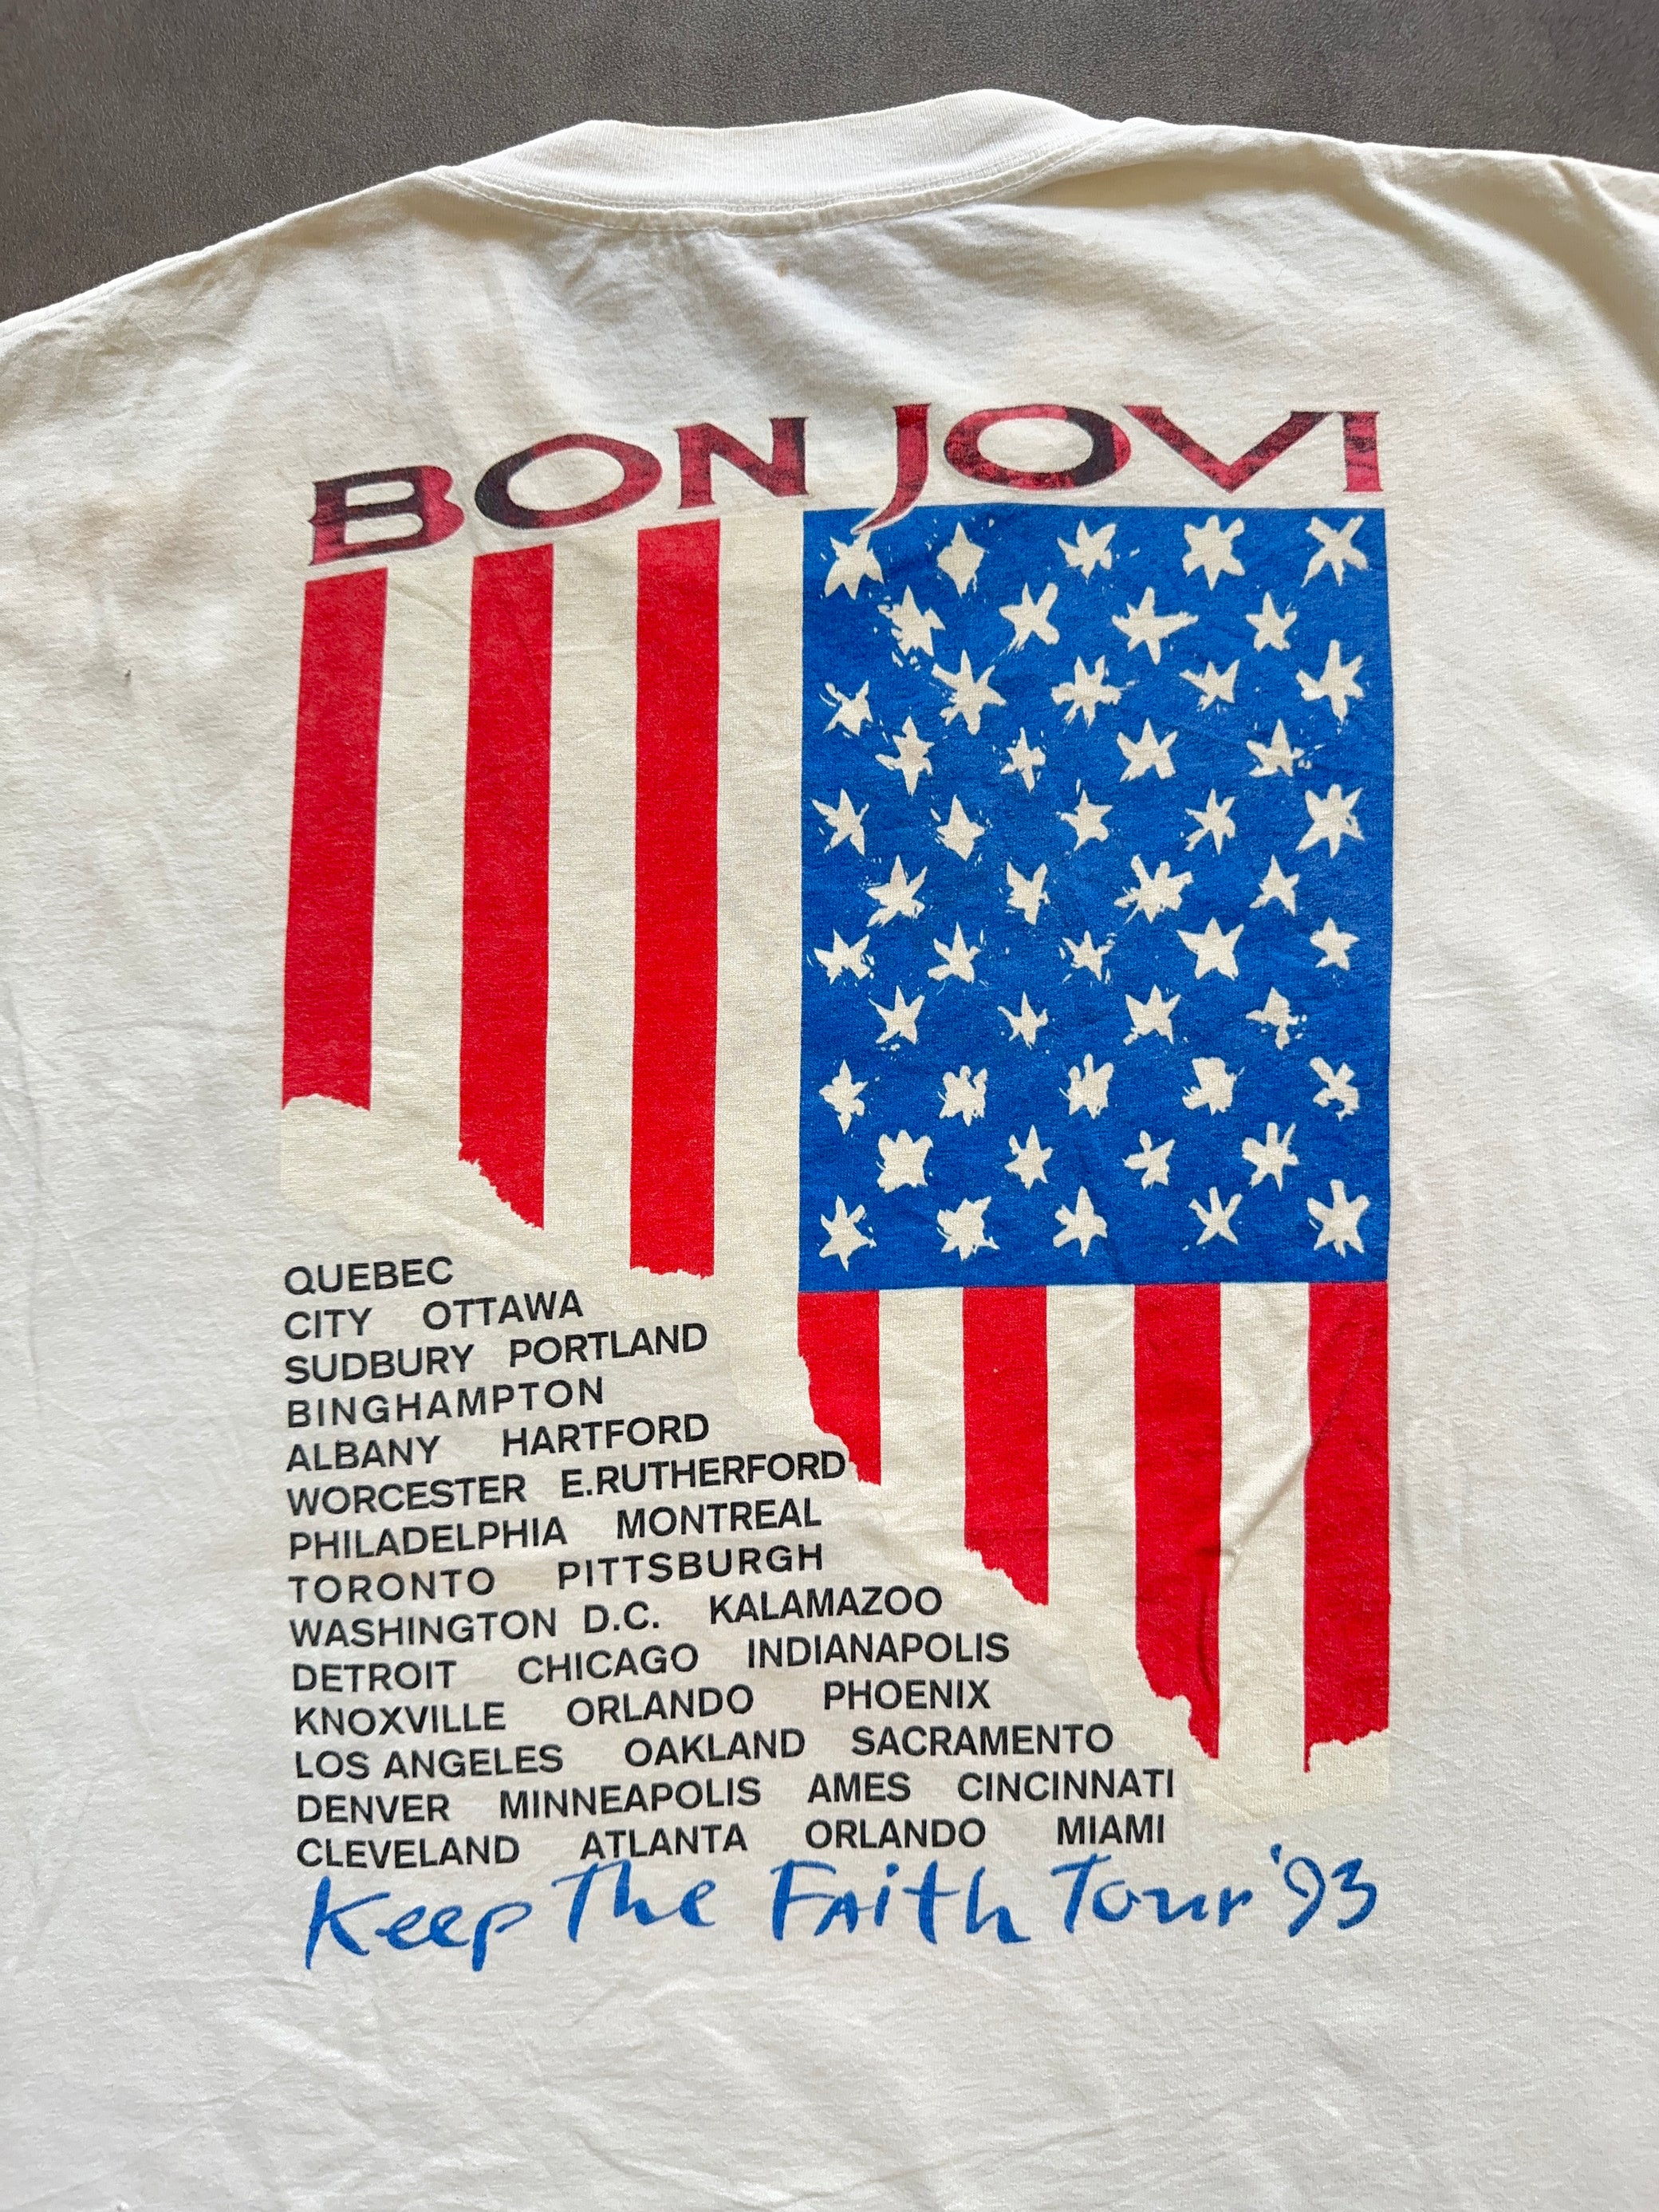 BON JOVI
QUEBEC
CITY OTTAWA
SUDBURY PORTLAND
BINGHAMPTON
ALBANY HARTFORD
WORCESTER E.RUTHERFORD
PHILADELPHIA MONTREAL
TORONTO PITTSBURGH
WASHINGTON D.C. KALAMAZOO
DETROIT CHICAGO INDIANAPOLIS
KNOXVILLE ORLANDO PHOENIX
LOS ANGELES OAKLAND SACRAMENTO
DENVER MINNEAPOLIS AMES CINCINNATI
CLEVELAND ATLANTA ORLANDO MIAMI
Keep The Faith Tour '93